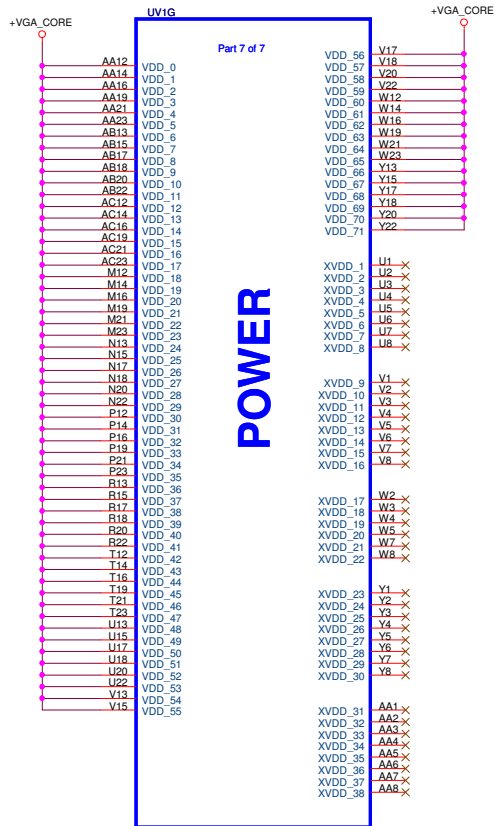 +VGA_CORE
UV1G
Part 7 of 7
POWER
AA12 VDD_0
AA14 VDD_1
AA16 VDD_2
AA19 VDD_3
AA21 VDD_4
AA23 VDD_5
AB13 VDD_6
AB15 VDD_7
AB17 VDD_8
AB18 VDD_9
AB20 VDD_10
AB22 VDD_11
AC12 VDD_12
AC14 VDD_13
AC16 VDD_14
AC19 VDD_15
AC21 VDD_16
AC23 VDD_17
M12 VDD_18
M14 VDD_19
M16 VDD_20
M19 VDD_21
M21 VDD_22
M23 VDD_23
N13 VDD_24
N15 VDD_25
N17 VDD_26
N18 VDD_27
N20 VDD_28
N22 VDD_29
P12 VDD_30
P14 VDD_31
P16 VDD_32
P19 VDD_33
P21 VDD_34
P23 VDD_35
R13 VDD_36
R15 VDD_37
R17 VDD_38
R18 VDD_39
R20 VDD_40
R22 VDD_41
T12 VDD_42
T14 VDD_43
T16 VDD_44
T19 VDD_45
T21 VDD_46
T23 VDD_47
U13 VDD_48
U15 VDD_49
U17 VDD_50
U18 VDD_51
U20 VDD_52
U22 VDD_53
V13 VDD_54
V15 VDD_55
+VGA_CORE
VDD_56 V17
VDD_57 V18
VDD_58 V20
VDD_59 V22
VDD_60 W12
VDD_61 W14
VDD_62 W16
VDD_63 W19
VDD_64 W21
VDD_65 W23
VDD_66 Y13
VDD_67 Y15
VDD_68 Y17
VDD_69 Y18
VDD_70 Y20
VDD_71 Y22
XVDD_1 U1
XVDD_2 U2
XVDD_3 U3
XVDD_4 U4
XVDD_5 U5
XVDD_6 U6
XVDD_7 U7
XVDD_8 U8
XVDD_9 V1
XVDD_10 V2
XVDD_11 V3
XVDD_12 V4
XVDD_13 V5
XVDD_14 V6
XVDD_15 V7
XVDD_16 V8
XVDD_17 W2
XVDD_18 W3
XVDD_19 W4
XVDD_20 W5
XVDD_21 W7
XVDD_22 W8
XVDD_23 Y1
XVDD_24 Y2
XVDD_25 Y3
XVDD_26 Y4
XVDD_27 Y5
XVDD_28 Y6
XVDD_29 Y7
XVDD_30 Y8
XVDD_31 AA1
XVDD_32 AA2
XVDD_33 AA3
XVDD_34 AA4
XVDD_35 AA5
XVDD_36 AA6
XVDD_37 AA7
XVDD_38 AA8